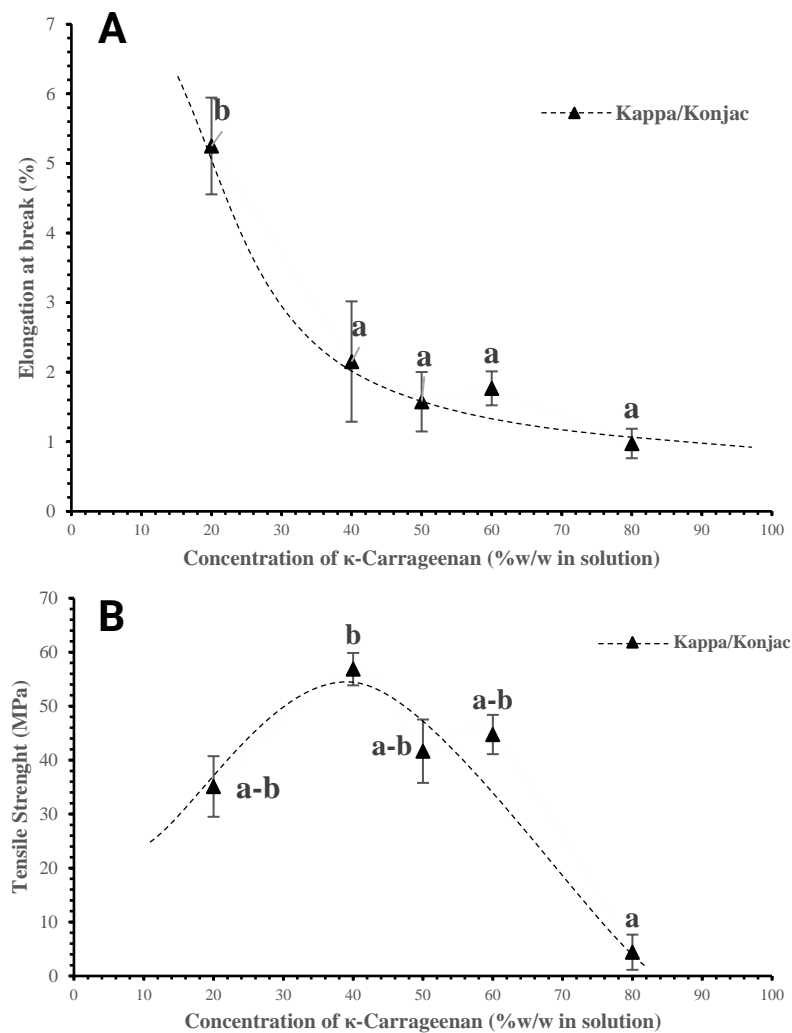 A
7
6
5
4
3
2
1
0
Elongation at break (%)
b
a
a
a
a
Kappa/Konjac
0 10 20 30 40 50 60 70 80 90 100
Concentration of κ-Carrageenan (%w/w in solution)
B
70
60
50
40
30
20
10
0
Tensile Strenght (MPa)
a-b
b
a-b
a-b
a
Kappa/Konjac
0 10 20 30 40 50 60 70 80 90 100
Concentration of κ-Carrageenan (%w/w in solution)